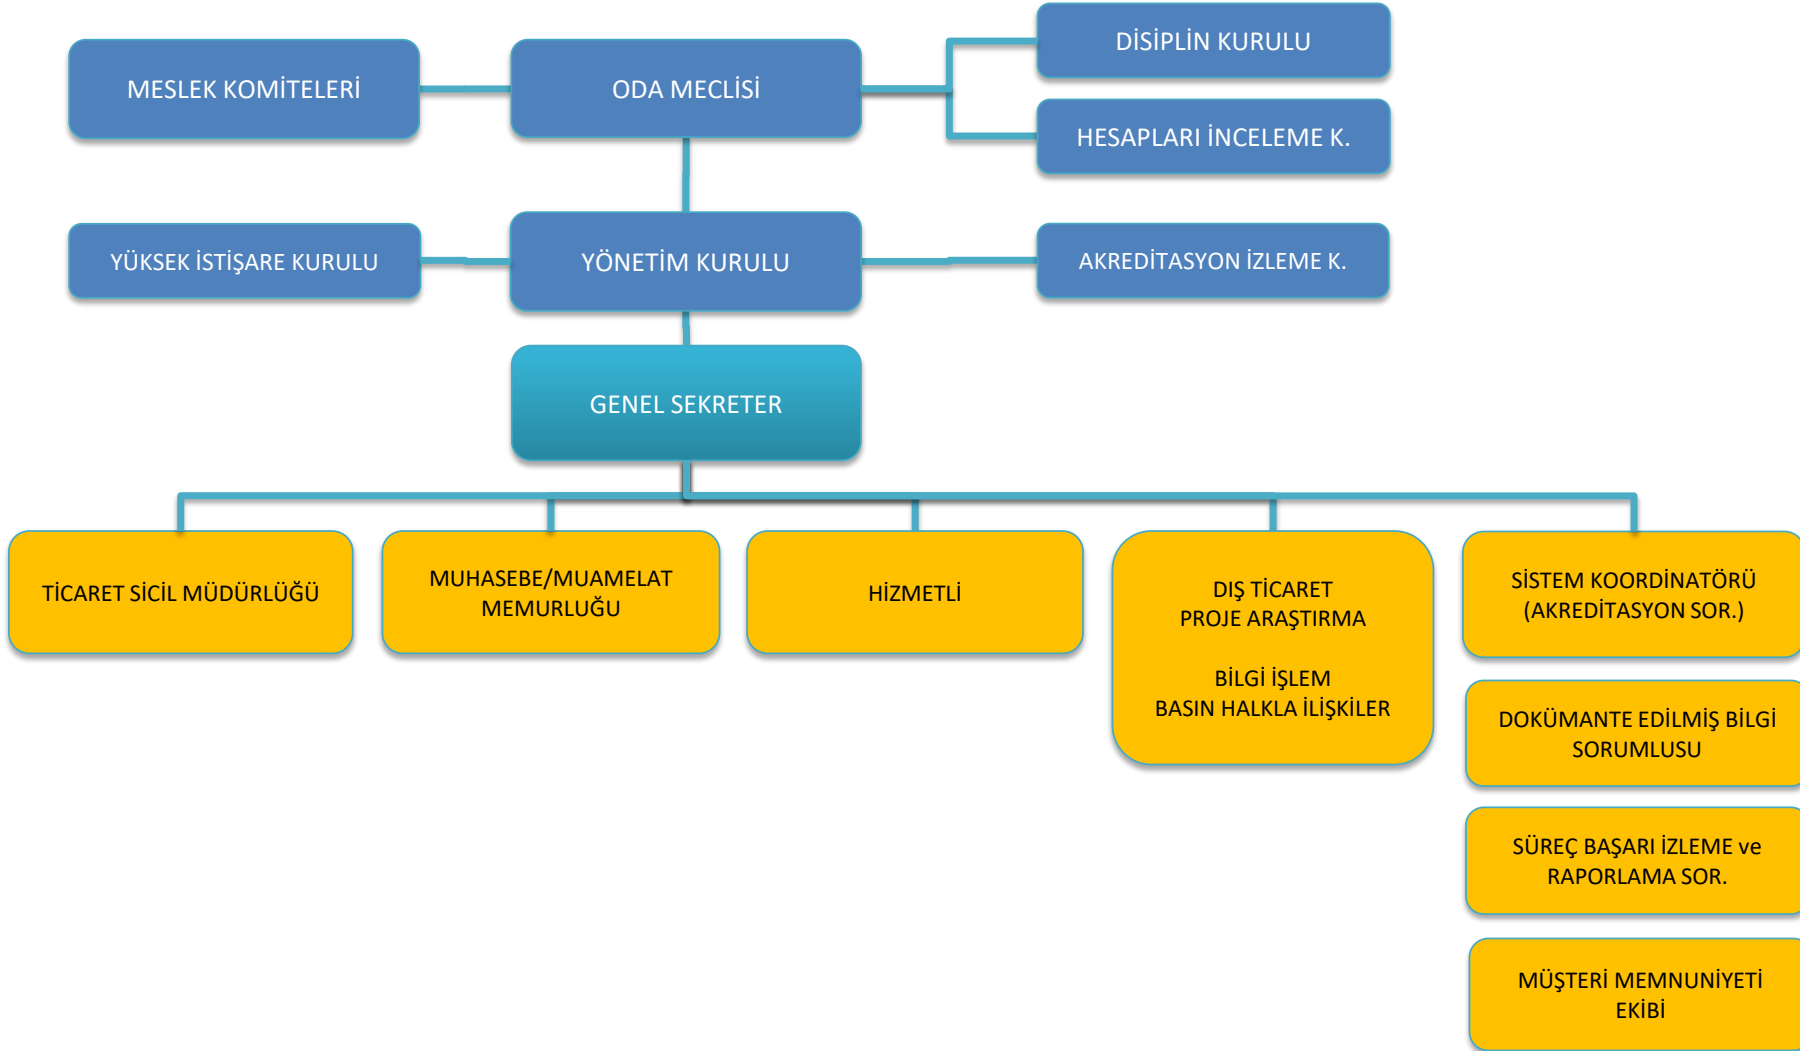 MESLEK KOMİTELERİ
ODA MECLİSİ
DİSİPLİN KURULU
HESAPLARI İNCELEME K.
YÜKSEK İSTİŞARE KURULU
YÖNETİM KURULU
AKREDİTASYON İZLEME K.
GENEL SEKRETER
TİCARET SİCİL MÜDÜRLÜĞÜ
MUHASEBE/MUAMELAT
MEMURLUĞU
HİZMETLİ
DIŞ TİCARET
PROJE ARAŞTIRMA
BİLGİ İŞLEM
BASIN HALKLA İLİŞKİLER
SİSTEM KOORDİNATÖRÜ
(AKREDİTASYON SOR.)
DOKÜMANTE EDİLMİŞ BİLGİ
SORUMLUSU
SÜREÇ BAŞARI İZLEME ve
RAPORLAMA SOR.
MÜŞTERİ MEMNUNİYETİ
EKİBİ